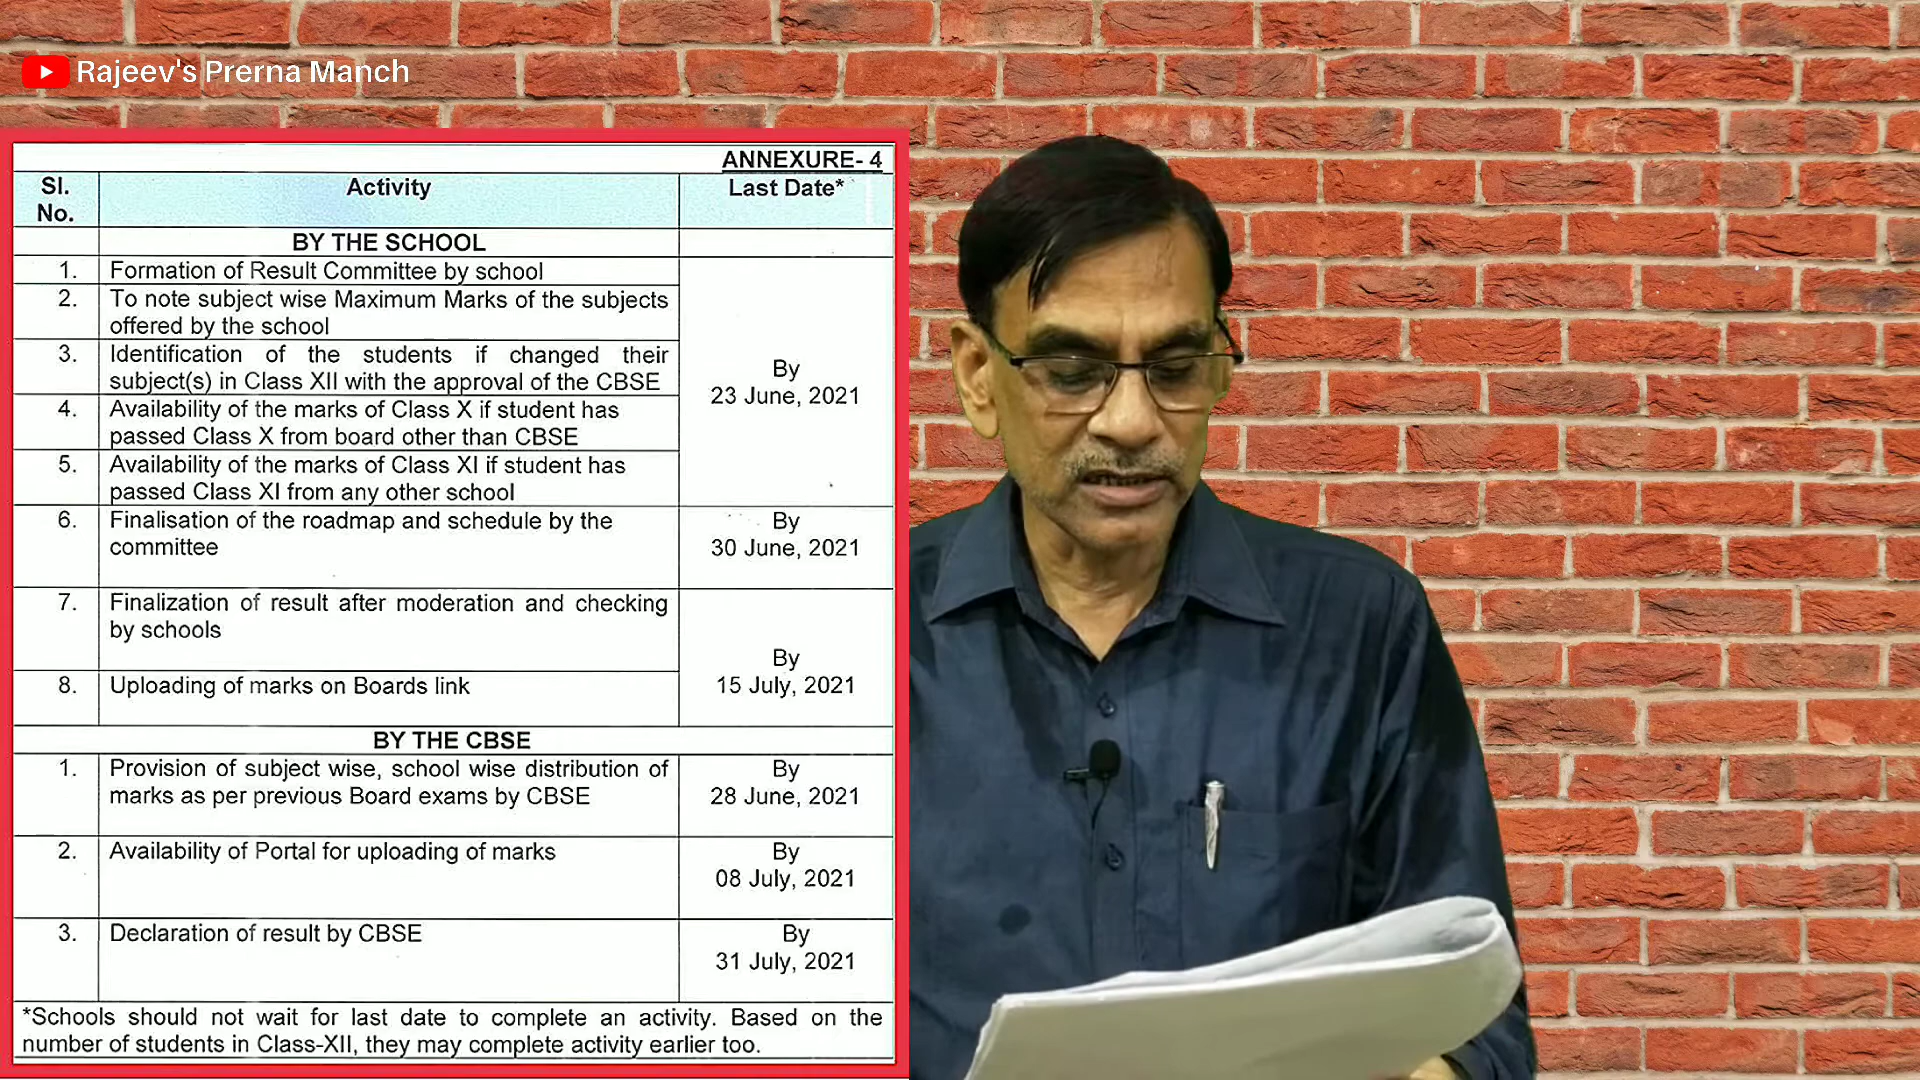 Rajeev's Prerna Manch
ANNEXURE- 4
Sl. No.
Activity
Last Date*
BY THE SCHOOL
1.
Formation of Result Committee by school
2.
To note subject wise Maximum Marks of the subjects
offered by the school
3.
Identification of the students if changed their
subject(s) in Class XII with the approval of the CBSE
4.
Availability of the marks of Class X if student has
passed Class X from board other than CBSE
5.
Availability of the marks of Class XI if student has
passed Class XI from any other school
By
23 June, 2021
6.
Finalisation of the roadmap and schedule by the
committee
By
30 June, 2021
7.
Finalization of result after moderation and checking
by schools
8.
Uploading of marks on Boards link
By
15 July, 2021
BY THE CBSE
1.
Provision of subject wise, school wise distribution of
marks as per previous Board exams by CBSE
By
28 June, 2021
2.
Availability of Portal for uploading of marks
By
08 July, 2021
3.
Declaration of result by CBSE
By
31 July, 2021
*Schools should not wait for last date to complete an activity. Based on the
number of students in Class-XII, they may complete activity earlier too.